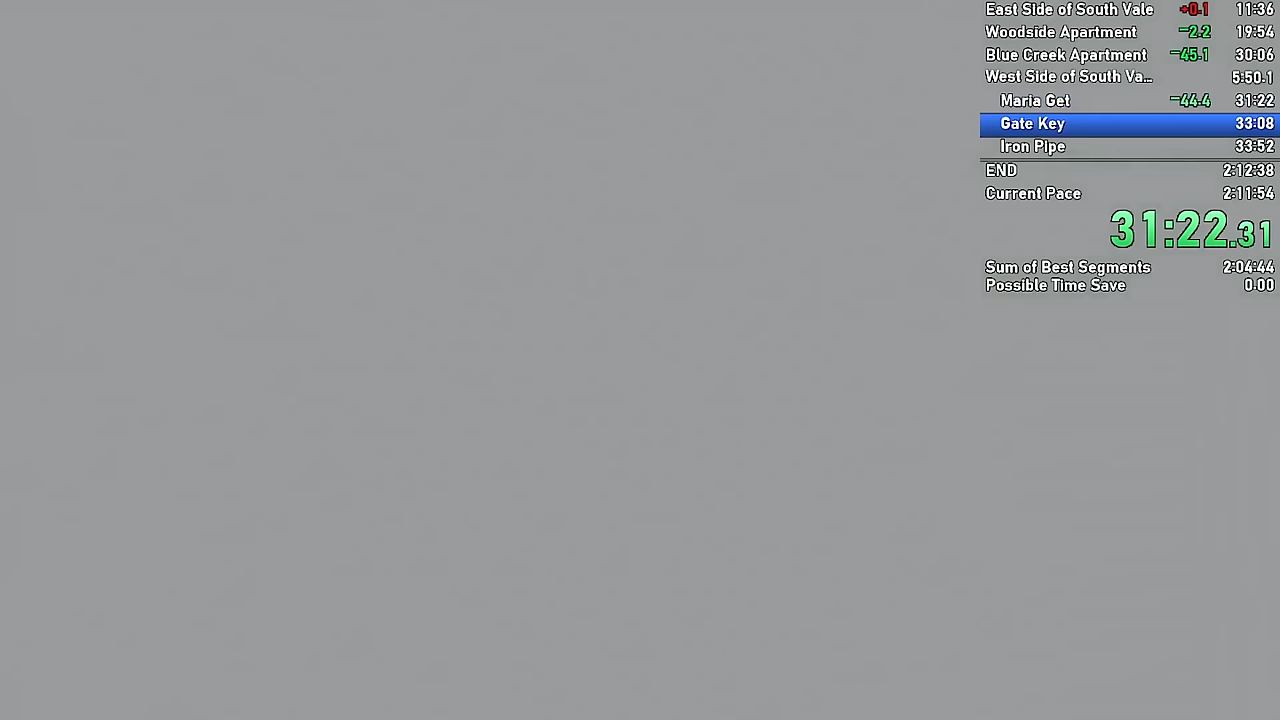 East Side of South Vale +0.1 11:36
Woodside Apartment −2.2 19:54
Blue Creek Apartment −45.1 30:06
West Side of South Va... 5:50.1
Maria Get −44.4 31:22
Gate Key 33:08
Iron Pipe 33:52
END 2:12:38
Current Pace 2:11:54
31:22.31
Sum of Best Segments 2:04:44
Possible Time Save 0.00